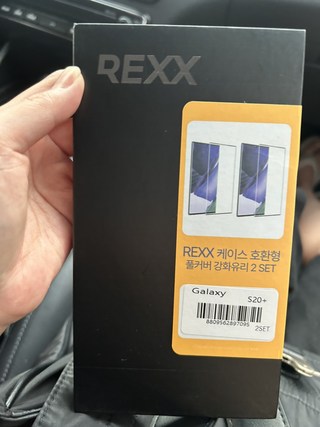 REXX
REXX 케이스 호환형
풀커버 강화유리 2 SET
Galaxy
S20+
8809562807095
2SET